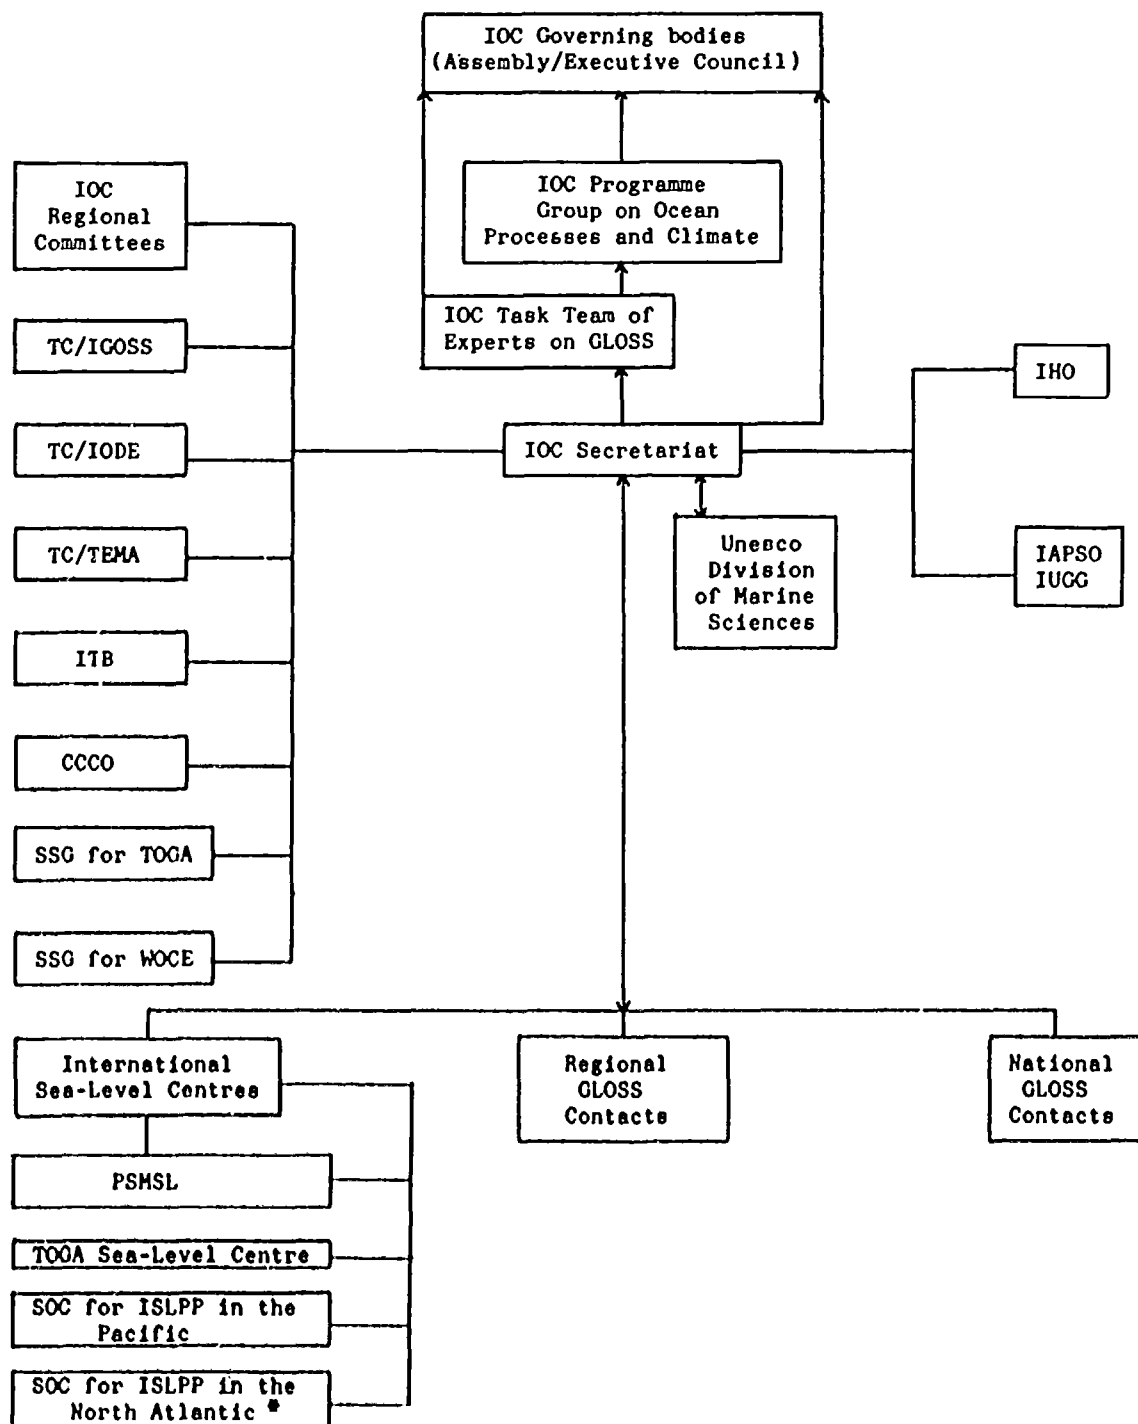 IOC Governing bodies
(Assembly/Executive Council)
IOC Programme
Group on Ocean
Processes and Climate
IOC
Regional
Committees
IOC Task Team of
Experts on GLOSS
TC/IGOSS
IHO
TC/IODE
IOC Secretariat
TC/TEMA
Unesco
Division
of Marine
Sciences
IAPSO
IUGG
ITB
CCCO
SSG for TOGA
SSG for WOCE
International
Sea-Level Centres
Regional
GLOSS
Contacts
National
GLOSS
Contacts
PSMSL
TOGA Sea-Level Centre
SOC for ISLPP in the
Pacific
SOC for ISLPP in the
North Atlantic *